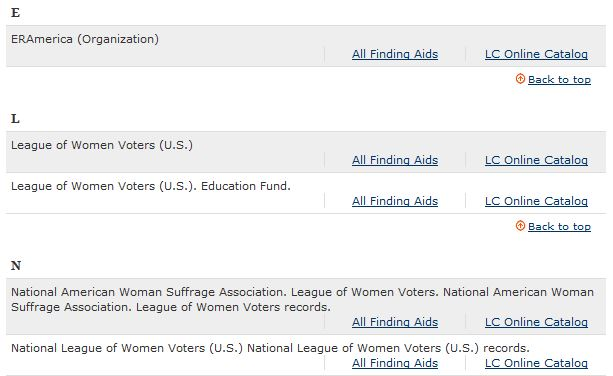 E
ERAmerica (Organization)
All Finding Aids LC Online Catalog
Back to top
L
League of Women Voters (U.S.)
All Finding Aids LC Online Catalog
League of Women Voters (U.S.). Education Fund.
All Finding Aids LC Online Catalog
Back to top
N
National American Woman Suffrage Association. League of Women Voters. National American Woman
Suffrage Association. League of Women Voters records.
All Finding Aids LC Online Catalog
National League of Women Voters (U.S.) National League of Women Voters (U.S.) records.
All Finding Aids LC Online Catalog